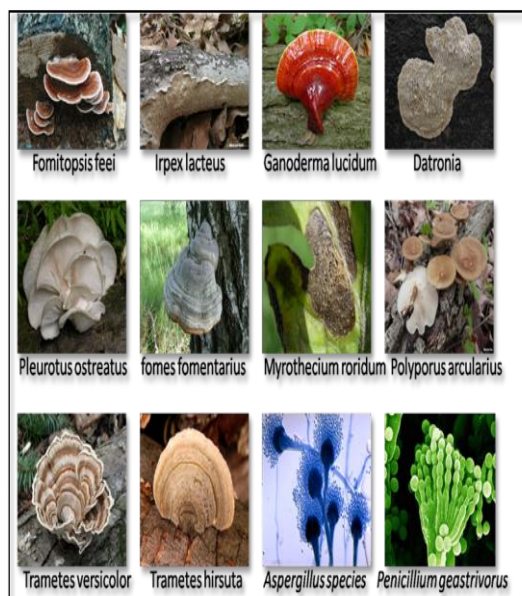 Fomitopsis feei
Irpex lacteus
Ganoderma lucidum
Datronia
Pleurotus ostreatus
fomes fomentarius
Myrothecium roridum
Polyporus arcularius
Trametes versicolor
Trametes hirsuta
Aspergillus species
Penicillium geastrivorus